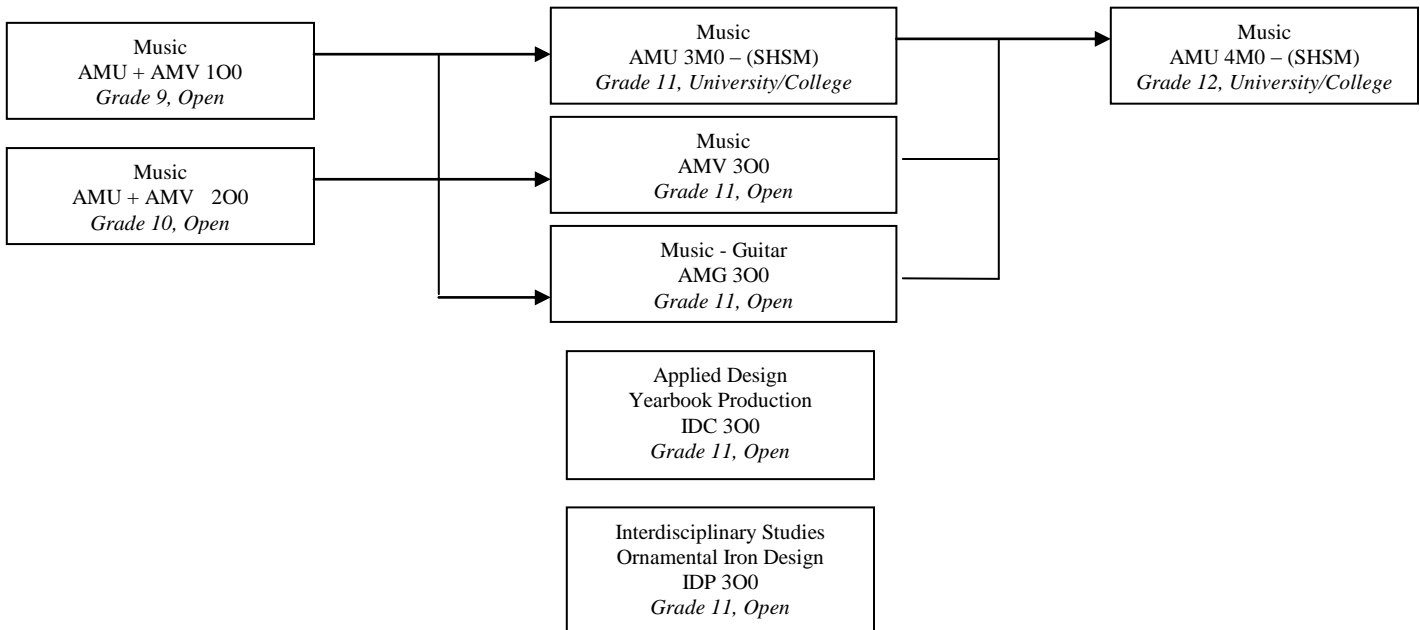 Music
AMU + AMV 1O0
Grade 9, Open
Music
AMU + AMV 2O0
Grade 10, Open
Music
AMU 3M0 – (SHSM)
Grade 11, University/College
Music
AMV 3O0
Grade 11, Open
Music - Guitar
AMG 3O0
Grade 11, Open
Applied Design
Yearbook Production
IDC 3O0
Grade 11, Open
Interdisciplinary Studies
Ornamental Iron Design
IDP 3O0
Grade 11, Open
Music
AMU 4M0 – (SHSM)
Grade 12, University/College